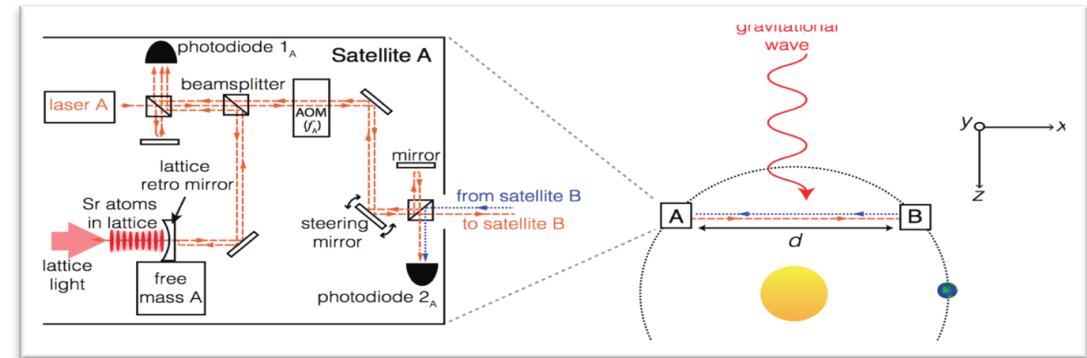 photodiode 1A
Satellite A
beamsplitter
laser A
AOM
(fA)
lattice
retro mirror
mirror
Sr atoms
in lattice
from satellite B
to satellite B
steering
mirror
lattice
light
free
mass A
photodiode 2A
gravitational
wave
y
x
z
A
B
d